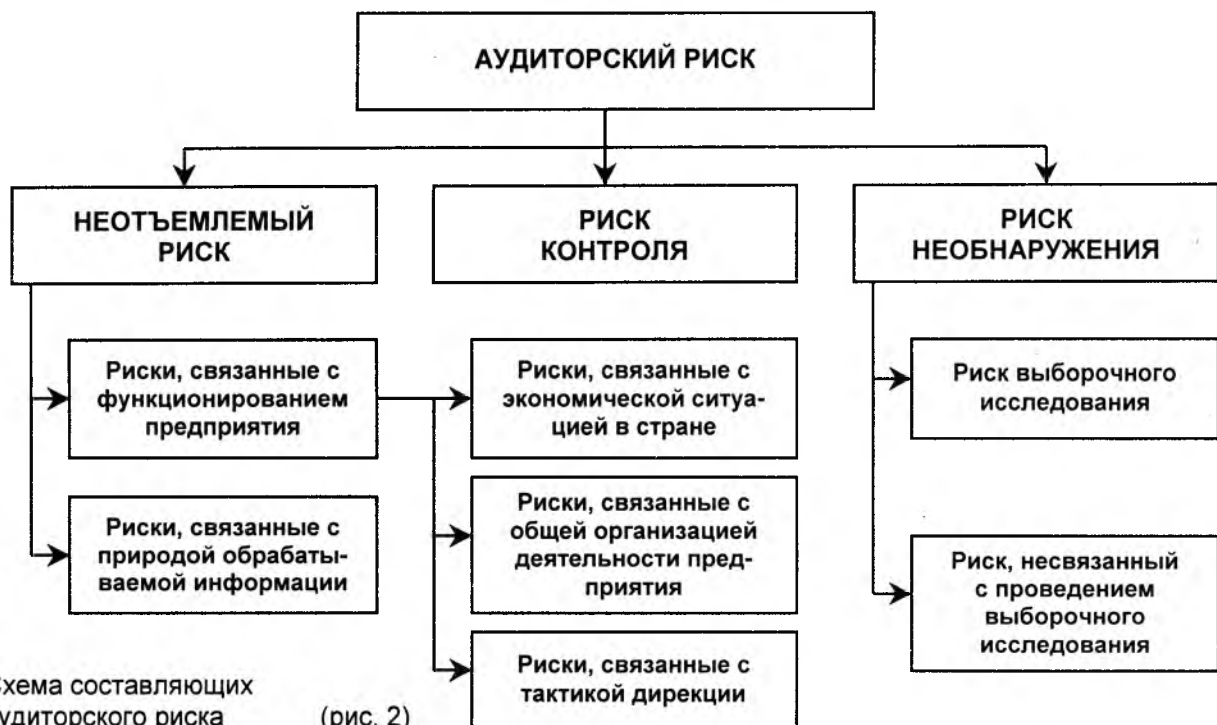 АУДИТОРСКИЙ РИСК
НЕОТЪЕМЛЕМЫЙ
РИСК
РИСК
КОНТРОЛЯ
РИСК
НЕОБНАРУЖЕНИЯ
Риски, связанные с
функционированием
предприятия
Риски, связанные с
экономической ситуа-
цией в стране
Риск выборочного
исследования
Риски, связанные с
природой обрабаты-
ваемой информации
Риски, связанные с
общей организацией
деятельности пред-
приятия
Риск, несвязанный
с проведением
выборочного
исследования
Риски, связанные с
тактикой дирекции
Схема составляющих
аудиторского риска (рис. 2)